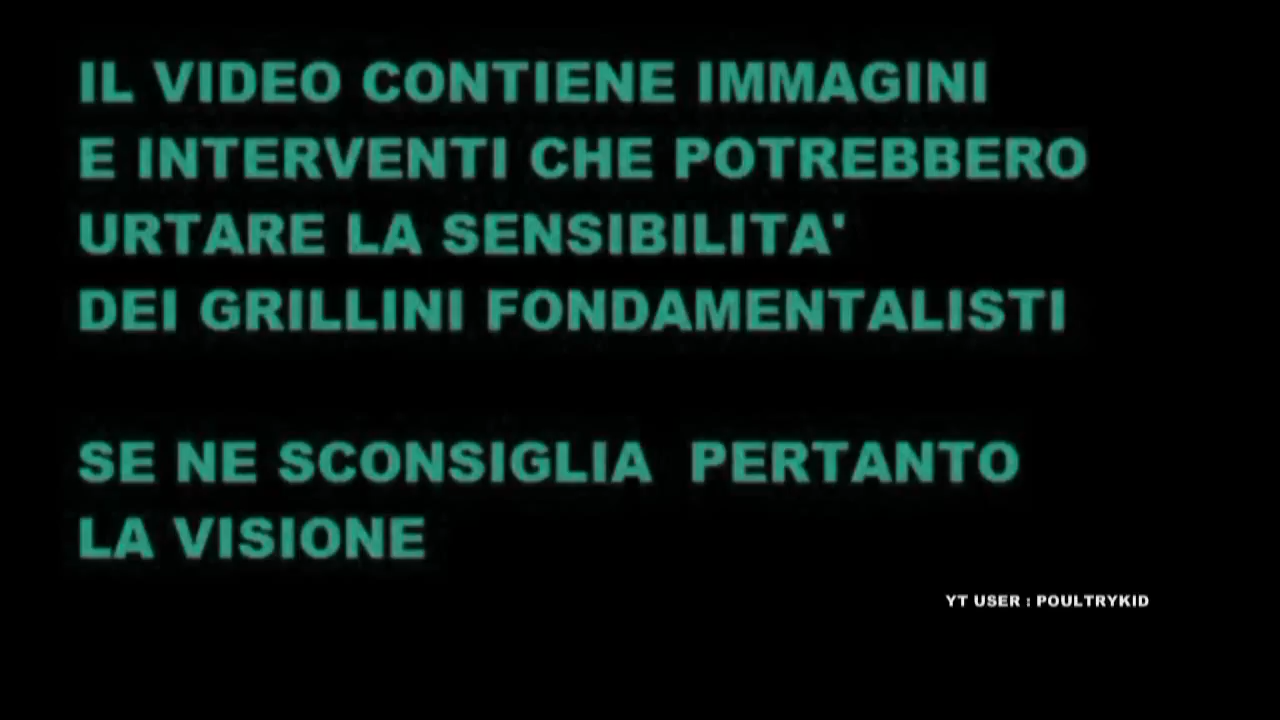 IL VIDEO CONTIENE IMMAGINI
E INTERVENTI CHE POTREBBERO
URTARE LA SENSIBILITA'
DEI GRILLINI FONDAMENTALISTI
SE NE SCONSIGLIA PERTANTO
LA VISIONE
YT USER : POULTRYKID